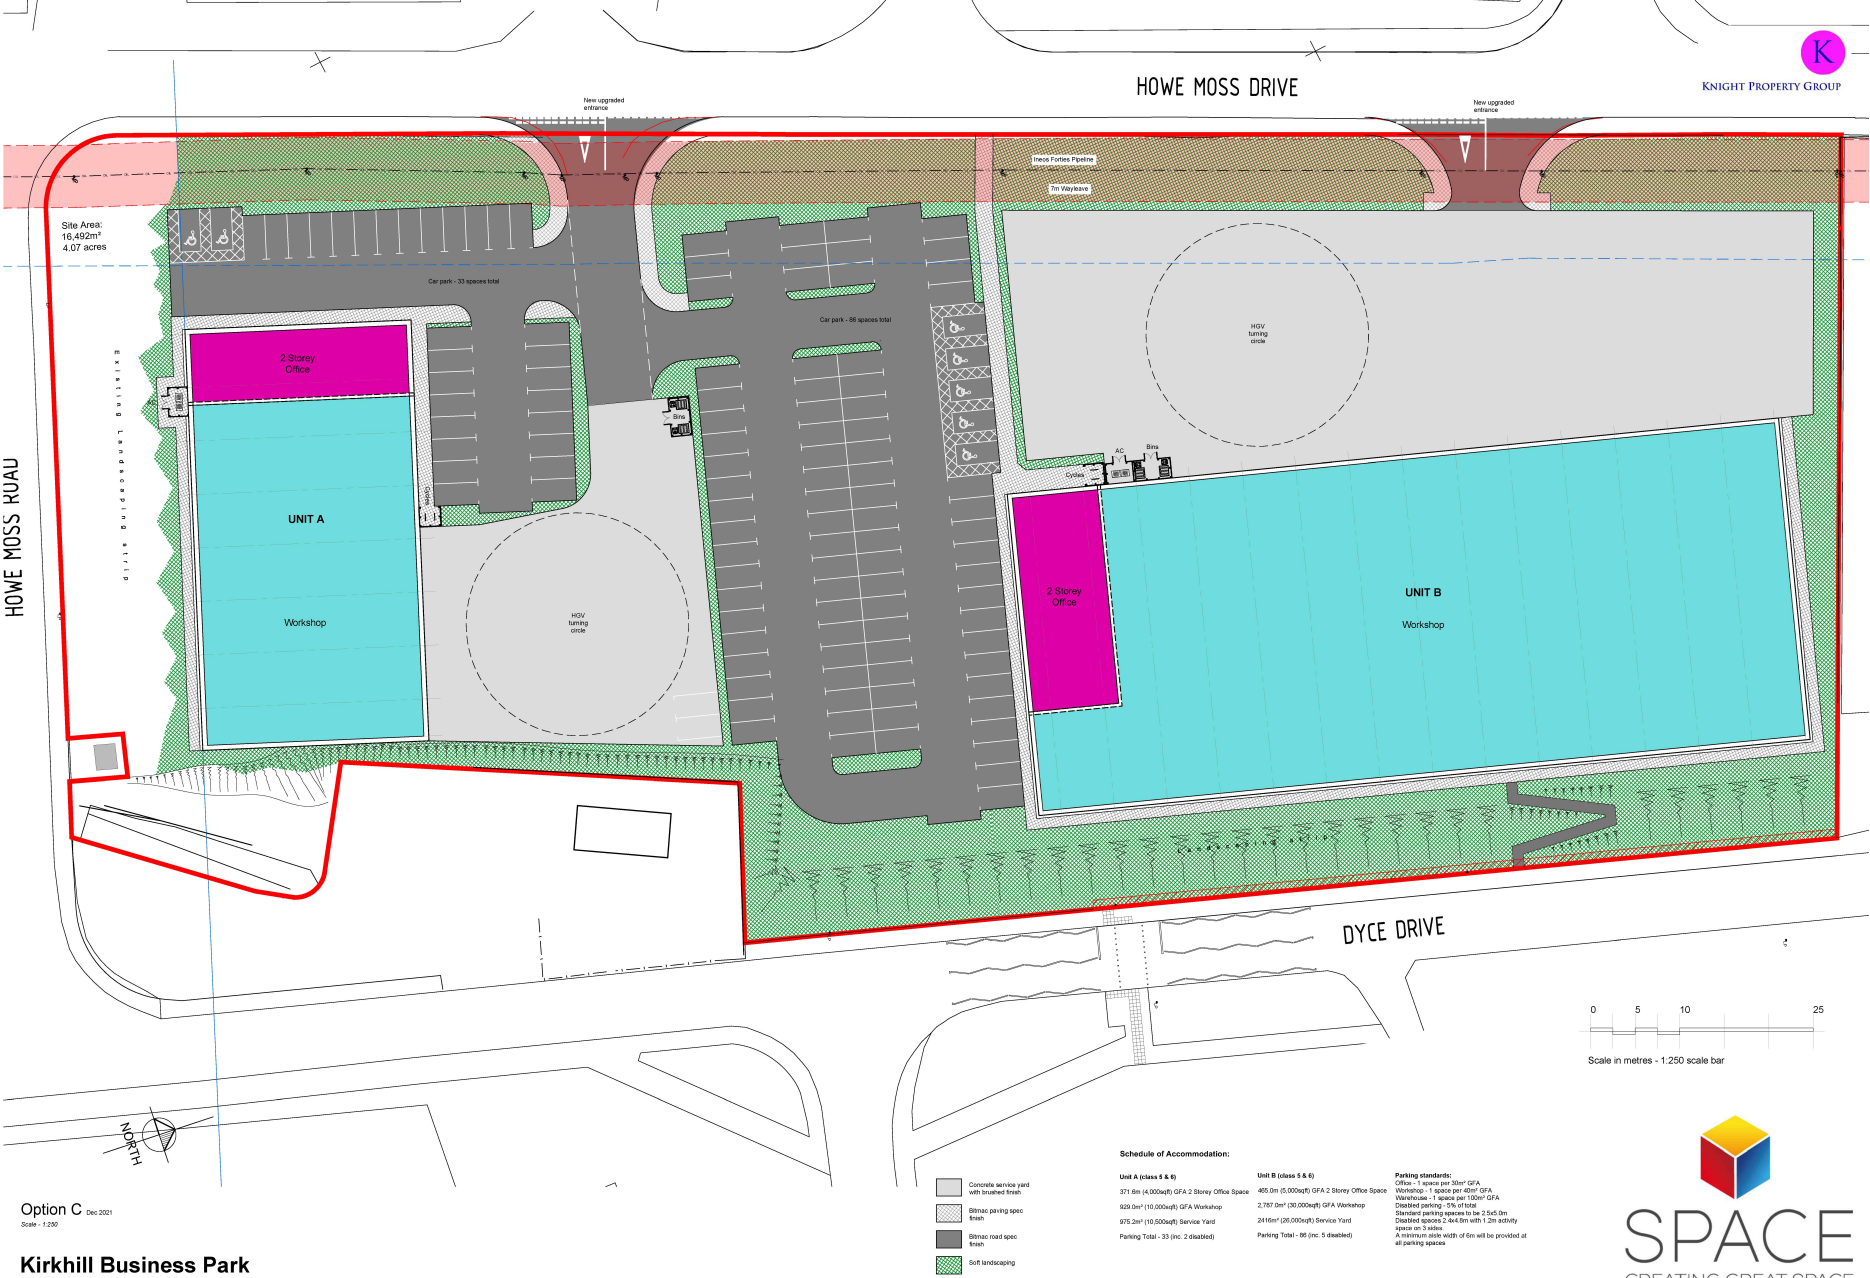 HOWE MOSS DRIVE
K
KNIGHT PROPERTY GROUP
New upgraded
entrance
New upgraded
entrance
Ineos Forties Pipeline
7m Wayleave
Site Area:
16,492m²
4.07 acres
Car park - 33 spaces total
Car park - 86 spaces total
HGV
turning
circle
2 Storey
Office
Existing Landscaping strip
AC
Bins
Cycles
AC
Bins
Cycles
HOWE MOSS ROAD
UNIT A
Workshop
HGV
turning
circle
2 Storey
Office
UNIT B
Workshop
Landscaping strip
DYCE DRIVE
0 5 10 25
Scale in metres - 1:250 scale bar
NORTH
Option C Dec 2021
Scale - 1:250
Kirkhill Business Park
Concrete service yard
with brushed finish
Bitmac paving spec
finish
Bitmac road spec
finish
Soft landscaping
Schedule of Accommodation:
Unit A (class 5 & 6)
371.6m (4,000sqft) GFA 2 Storey Office Space
929.0m² (10,000sqft) GFA Workshop
975.2m² (10,500sqft) Service Yard
Parking Total - 33 (inc. 2 disabled)
Unit B (class 5 & 6)
465.0m (5,000sqft) GFA 2 Storey Office Space
2,787.0m² (30,000sqft) GFA Workshop
2416m² (26,000sqft) Service Yard
Parking Total - 86 (inc. 5 disabled)
Parking standards:
Office - 1 space per 30m² GFA
Workshop - 1 space per 40m² GFA
Warehouse - 1 space per 100m² GFA
Disabled parking - 5% of total
Standard parking spaces to be 2.5x5.0m
Disabled spaces 2.4x4.8m with 1.2m activity
space on 3 sides.
A minimum aisle width of 6m will be provided at
all parking spaces
SPACE
CREATING GREAT SPACE